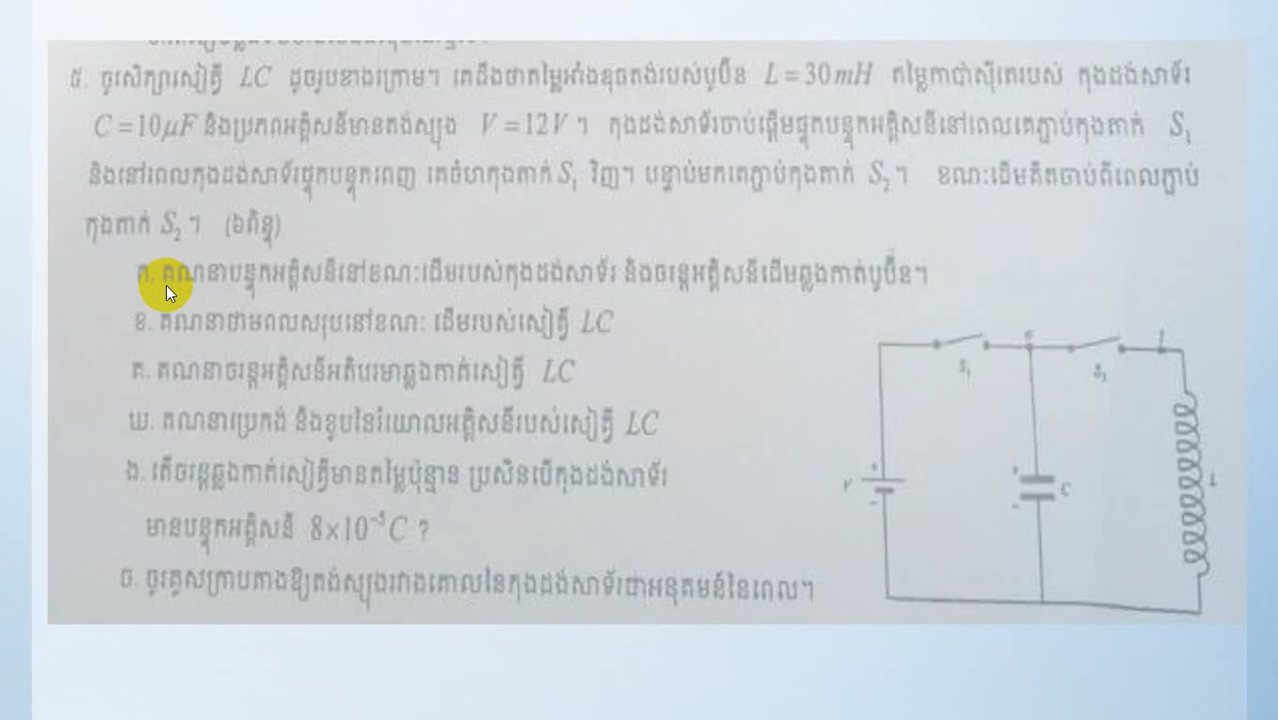 ៥. ចូរសិក្សាសៀគ្វី LC ដូចរូបខាងក្រោម។ គេដឹងថាតម្លៃអាំងឌុចតង់របស់បូប៊ីន L = 30mH តម្លៃកាប៉ាស៊ីតេរបស់ កុងដង់សាទ័រ
C = 10μF និងប្រភពអគ្គិសនីមានតង់ស្យុង V = 12V ។ កុងដង់សាទ័រចាប់ផ្តើមផ្ទុកបន្ទុកអគ្គិសនីនៅពេលគេភ្ជាប់កុងតាក់ S1
និងនៅពេលកុងដង់សាទ័រផ្ទុកបន្ទុកពេញ គេចំហកុងតាក់ S1 វិញ។ បន្ទាប់មកគេភ្ជាប់កុងតាក់ S2 ។ ខណៈដើមគិតចាប់ពីពេលភ្ជាប់
កុងតាក់ S2 ។ (៦ពិន្ទុ)
ក. គណនាបន្ទុកអគ្គិសនីនៅខណៈដើមរបស់កុងដង់សាទ័រ និងចរន្តអគ្គិសនីដើមឆ្លងកាត់បូប៊ីន។
ខ. គណនាថាមពលសរុបនៅខណៈ ដើមរបស់សៀគ្វី LC
គ. គណនាចរន្តអគ្គិសនីអតិបរមាឆ្លងកាត់សៀគ្វី LC
ឃ. គណនាប្រេកង់ និងខួបនៃរំយោលអគ្គិសនីរបស់សៀគ្វី LC
ង. តើចរន្តឆ្លងកាត់សៀគ្វីមានតម្លៃប៉ុន្មាន ប្រសិនបើកុងដង់សាទ័រ
មានបន្ទុកអគ្គិសនី 8×10⁻⁵C ?
ច. ចូរគូសក្រាបតាងឱ្យតង់ស្យុងរវាងគោលនៃកុងដង់សាទ័រជាអនុគមន៍នៃពេល។
S1
S2
V
+
-
+
-
C
L